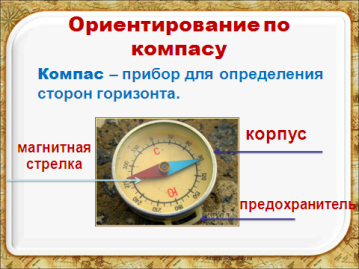 Ориентирование по
компасу
Компас – прибор для определения
сторон горизонта.
магнитная
стрелка
корпус
предохранитель
С
Ю